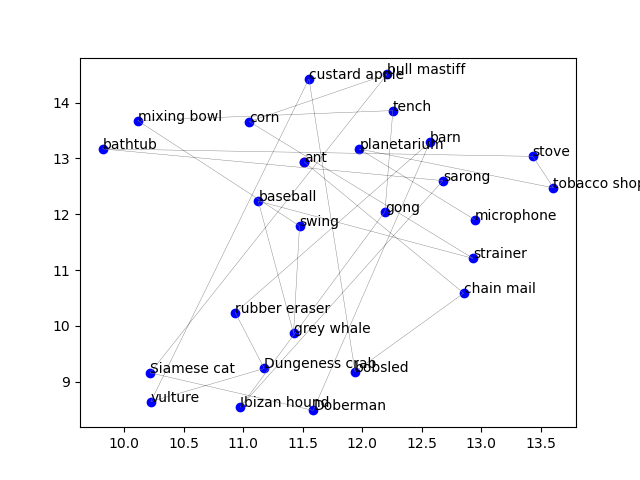 custard apple
bull mastiff
tench
mixing bowl
corn
bathtub
planetarium
barn
ant
stove
sarong
tobacco shop
baseball
gong
swing
microphone
strainer
chain mail
rubber eraser
grey whale
Siamese cat
Dungeness crab
bobsled
vulture
Ibizan hound
Doberman
14
13
12
11
10
9
10.0 10.5 11.0 11.5 12.0 12.5 13.0 13.5